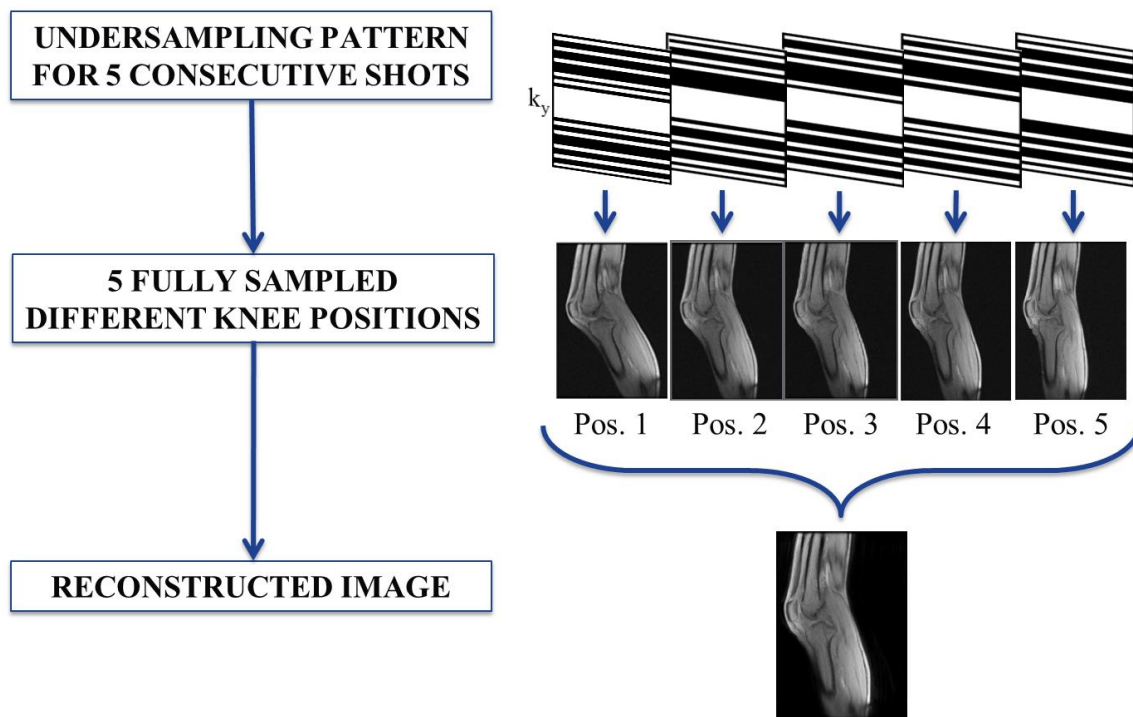 UNDERSAMPLING PATTERN
FOR 5 CONSECUTIVE SHOTS
k_y
5 FULLY SAMPLED
DIFFERENT KNEE POSITIONS
Pos. 1 Pos. 2 Pos. 3 Pos. 4 Pos. 5
RECONSTRUCTED IMAGE